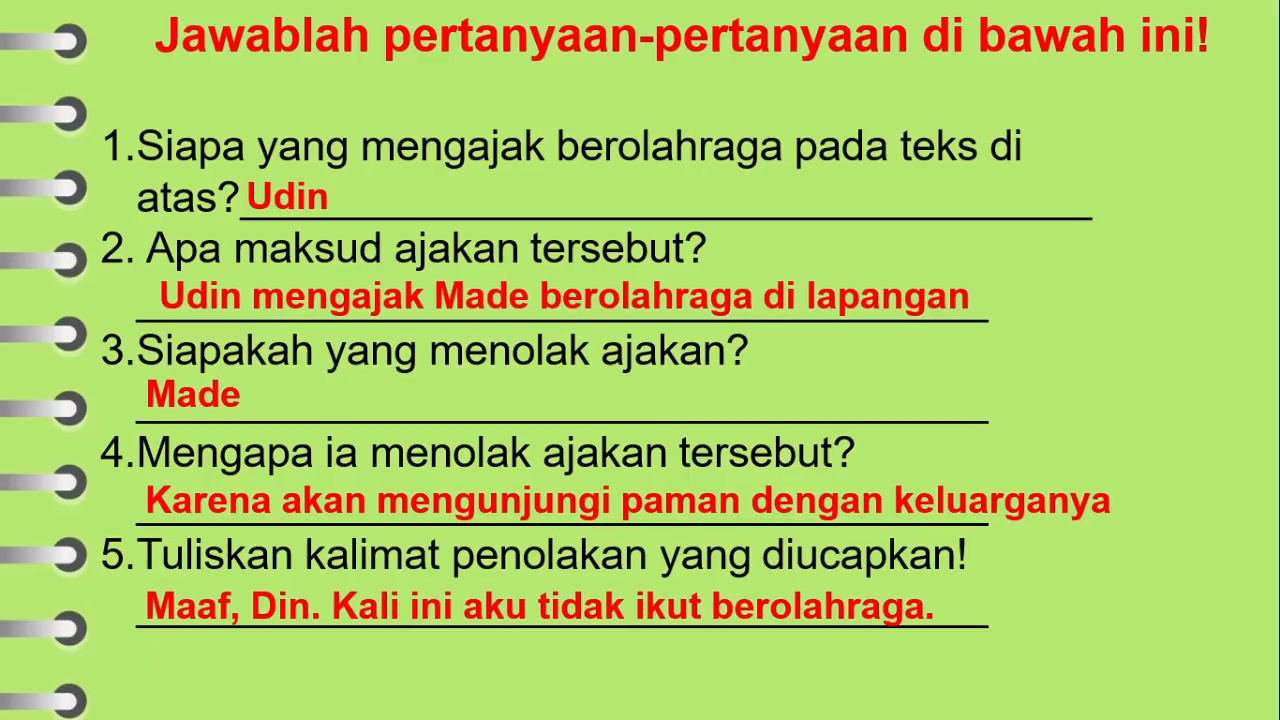 Jawablah pertanyaan-pertanyaan di bawah ini!
1.Siapa yang mengajak berolahraga pada teks di
atas? Udin
2. Apa maksud ajakan tersebut?
Udin mengajak Made berolahraga di lapangan
3.Siapakah yang menolak ajakan?
Made
4.Mengapa ia menolak ajakan tersebut?
Karena akan mengunjungi paman dengan keluarganya
5.Tuliskan kalimat penolakan yang diucapkan!
Maaf, Din. Kali ini aku tidak ikut berolahraga.